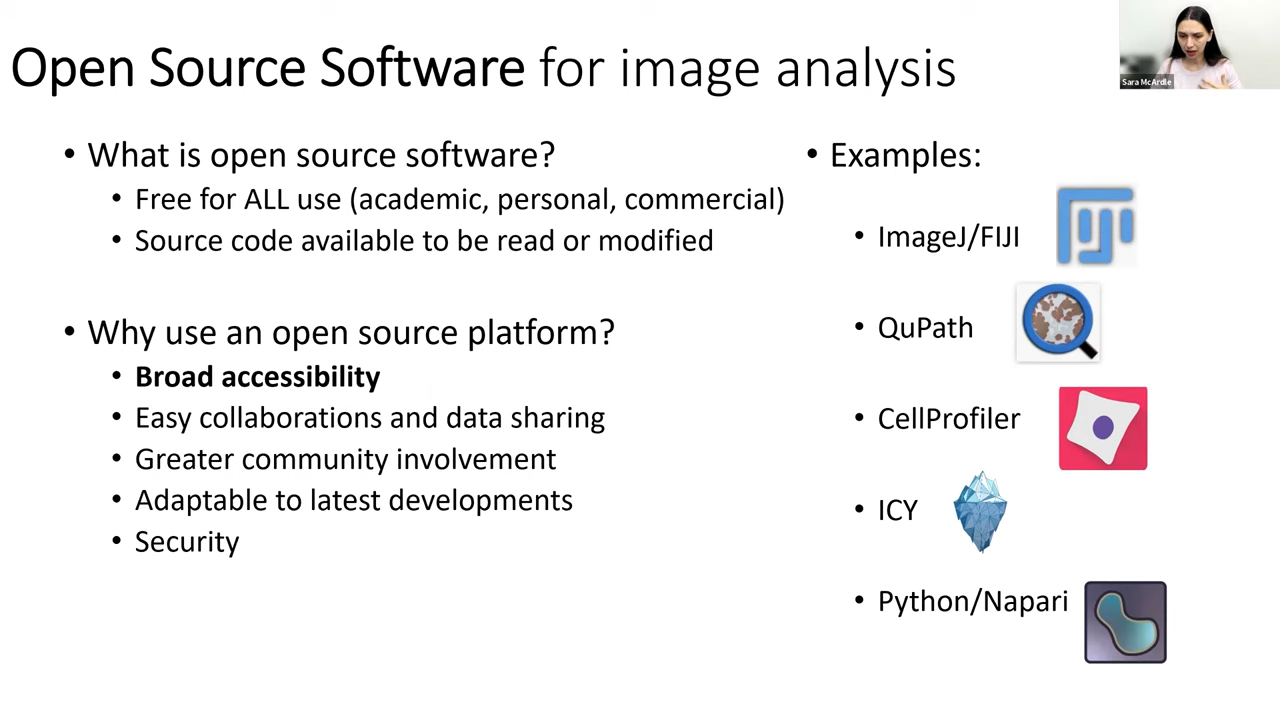 Open Source Software for image analysis
Sara McArdle
• What is open source software?
• Free for ALL use (academic, personal, commercial)
• Source code available to be read or modified
• Why use an open source platform?
• Broad accessibility
• Easy collaborations and data sharing
• Greater community involvement
• Adaptable to latest developments
• Security
• Examples:
• ImageJ/FIJI
• QuPath
• CellProfiler
• ICY
• Python/Napari